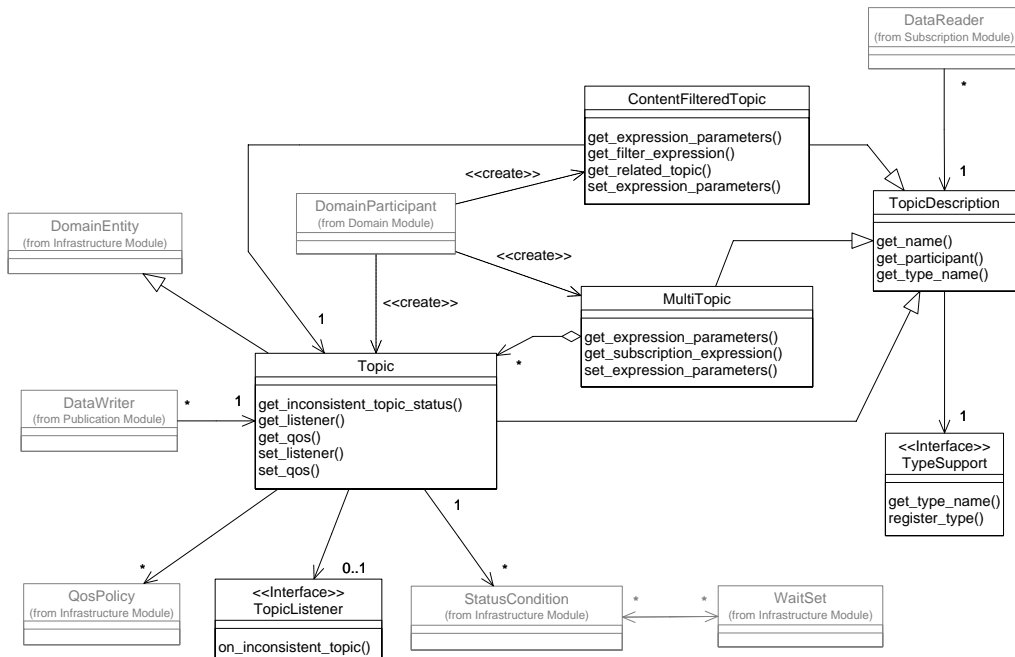 DataReader
(from Subscription Module)
*
1
ContentFilteredTopic
get_expression_parameters()
get_filter_expression()
get_related_topic()
set_expression_parameters()
<<create>>
DomainParticipant
(from Domain Module)
TopicDescription
get_name()
get_participant()
get_type_name()
DomainEntity
(from Infrastructure Module)
<<create>>
<<create>>
MultiTopic
get_expression_parameters()
get_subscription_expression()
set_expression_parameters()
1
*
Topic
get_inconsistent_topic_status()
get_listener()
get_qos()
set_listener()
set_qos()
DataWriter
(from Publication Module)
*
1
1
<<Interface>>
TypeSupport
get_type_name()
register_type()
1
*
0..1
*
QosPolicy
(from Infrastructure Module)
<<Interface>>
TopicListener
on_inconsistent_topic()
StatusCondition
(from Infrastructure Module)
*
*
WaitSet
(from Infrastructure Module)